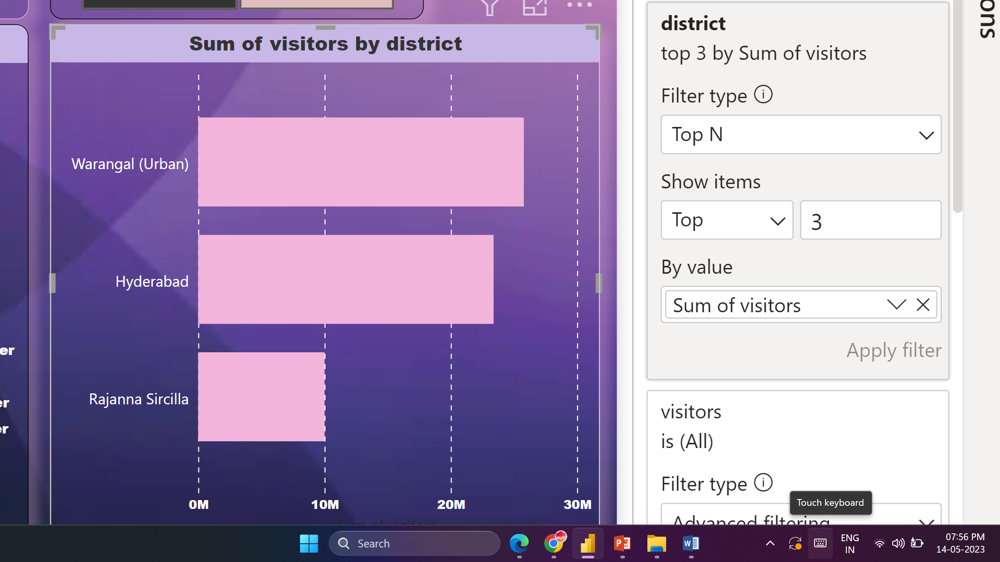 Sum of visitors by district
Warangal (Urban)
Hyderabad
Rajanna Sircilla
0M 10M 20M 30M
Sum of visitors
er
er
er
district
top 3 by Sum of visitors
Filter type
Top N
Show items
Top 3
By value
Sum of visitors
Apply filter
visitors
is (All)
Filter type
Advanced filtering
Touch keyboard
ons
Search
ENG
IN
07:56 PM
14-05-2023